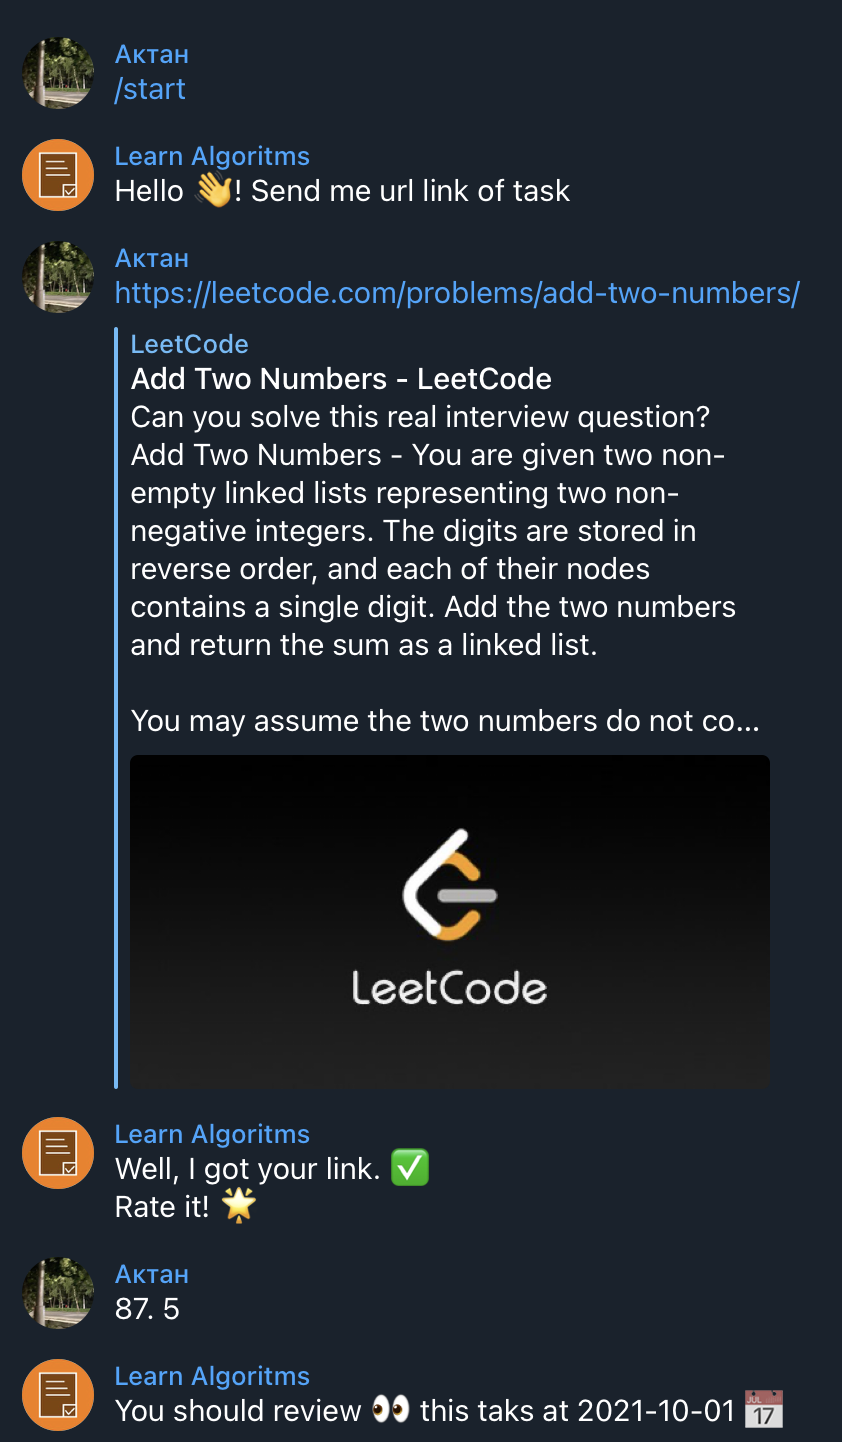 Актан
/start
Learn Algoritms
Hello 👋! Send me url link of task
Актан
https://leetcode.com/problems/add-two-numbers/
LeetCode
Add Two Numbers - LeetCode
Can you solve this real interview question?
Add Two Numbers - You are given two non-
empty linked lists representing two non-
negative integers. The digits are stored in
reverse order, and each of their nodes
contains a single digit. Add the two numbers
and return the sum as a linked list.
You may assume the two numbers do not co...
LeetCode
Learn Algoritms
Well, I got your link. ✅
Rate it! 🌟
Актан
87. 5
Learn Algoritms
You should review 👀 this taks at 2021-10-01 📅